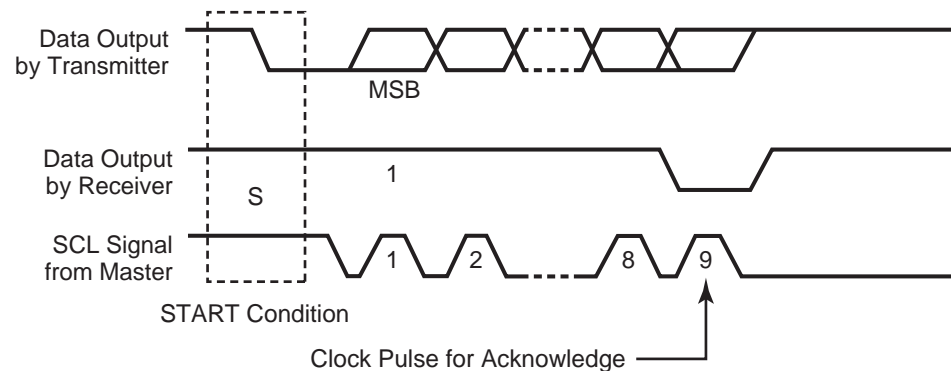 Data Output
by Transmitter
MSB
Data Output
by Receiver
1
S
SCL Signal
from Master
1
2
8
9
START Condition
Clock Pulse for Acknowledge